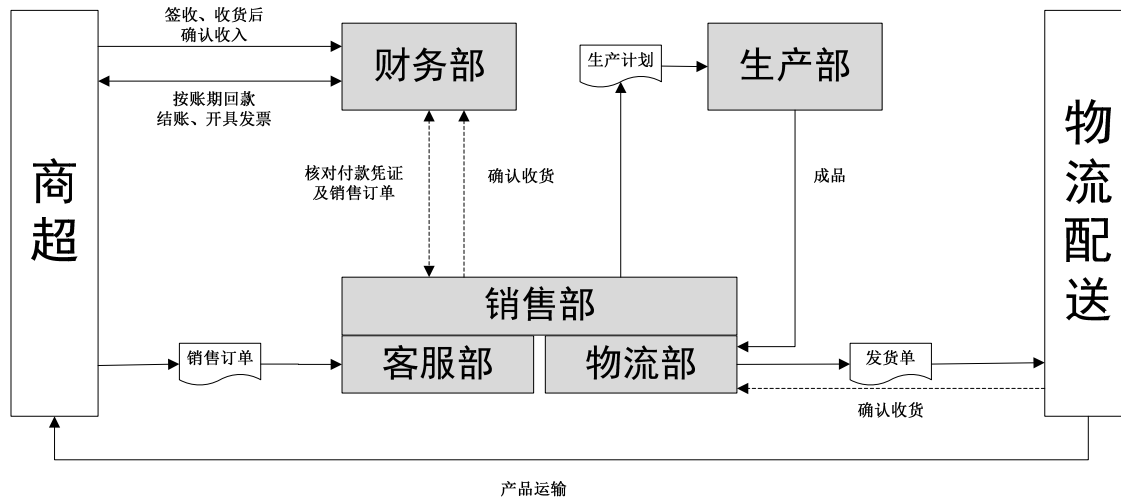 签收、收货后
确认收入
财务部
生产计划
生产部
物流配送
按账期回款
结账、开具发票
商超
核对付款凭证
及销售订单
确认收货
成品
销售部
销售订单
客服部
物流部
发货单
确认收货
产品运输